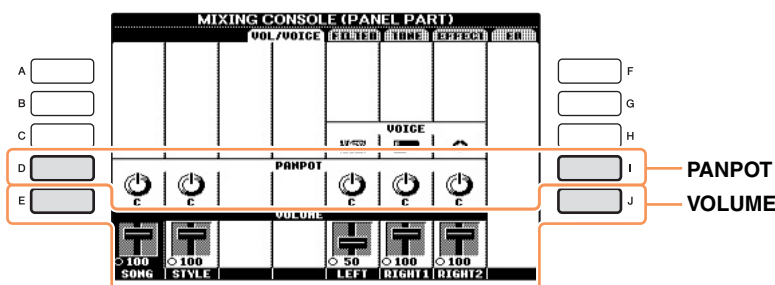 MIXING CONSOLE (PANEL PART)
VOL/VOICE FILTER TUNE EFFECT EQ
A F
B G
C VOICE H
D PANPOT I PANPOT
C C C C C
E J VOLUME
VOLUME
100 100 50 100 100
SONG STYLE LEFT RIGHT1 RIGHT2